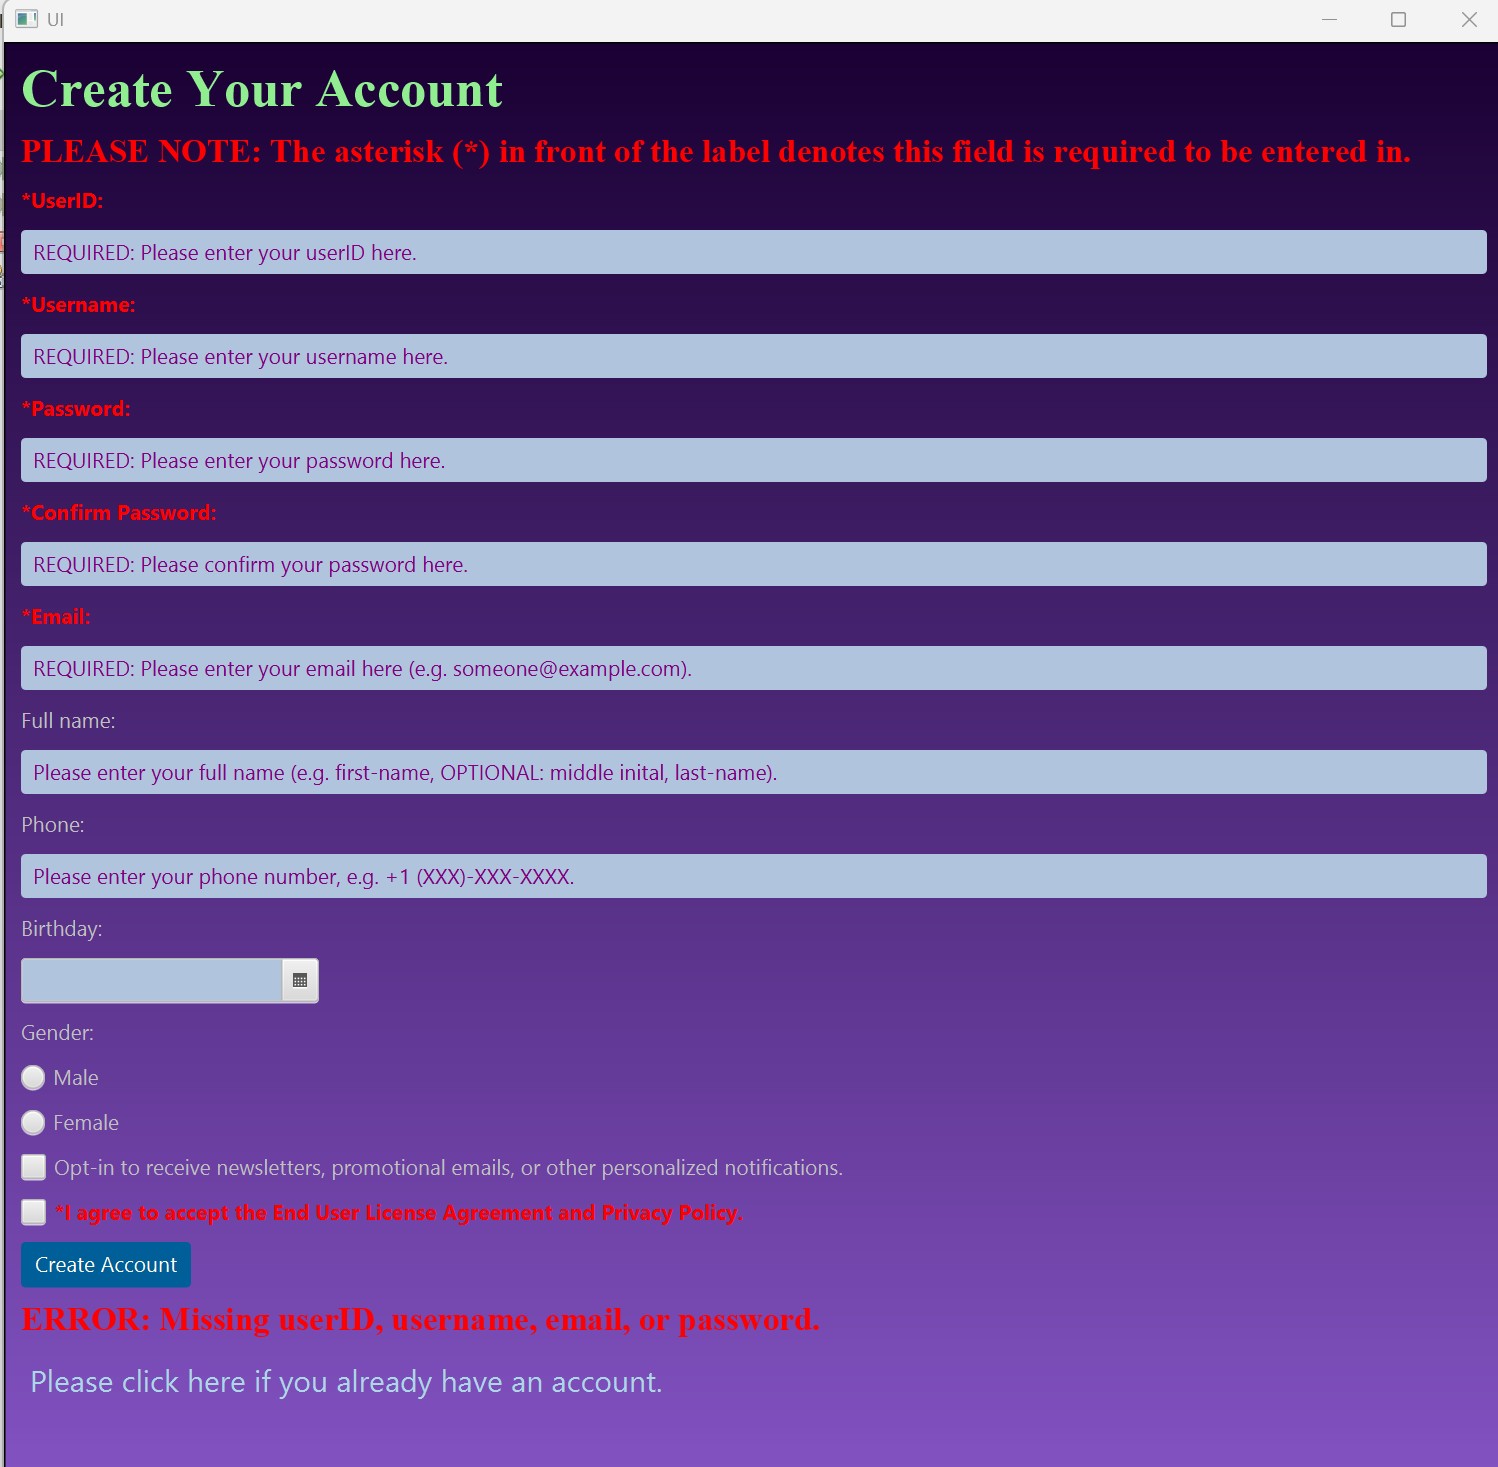 UI
Create Your Account
PLEASE NOTE: The asterisk (*) in front of the label denotes this field is required to be entered in.
*UserID:
REQUIRED: Please enter your userID here.
*Username:
REQUIRED: Please enter your username here.
*Password:
REQUIRED: Please enter your password here.
*Confirm Password:
REQUIRED: Please confirm your password here.
*Email:
REQUIRED: Please enter your email here (e.g. someone@example.com).
Full name:
Please enter your full name (e.g. first-name, OPTIONAL: middle inital, last-name).
Phone:
Please enter your phone number, e.g. +1 (XXX)-XXX-XXXX.
Birthday:
Gender:
Male
Female
Opt-in to receive newsletters, promotional emails, or other personalized notifications.
*I agree to accept the End User License Agreement and Privacy Policy.
Create Account
ERROR: Missing userID, username, email, or password.
Please click here if you already have an account.